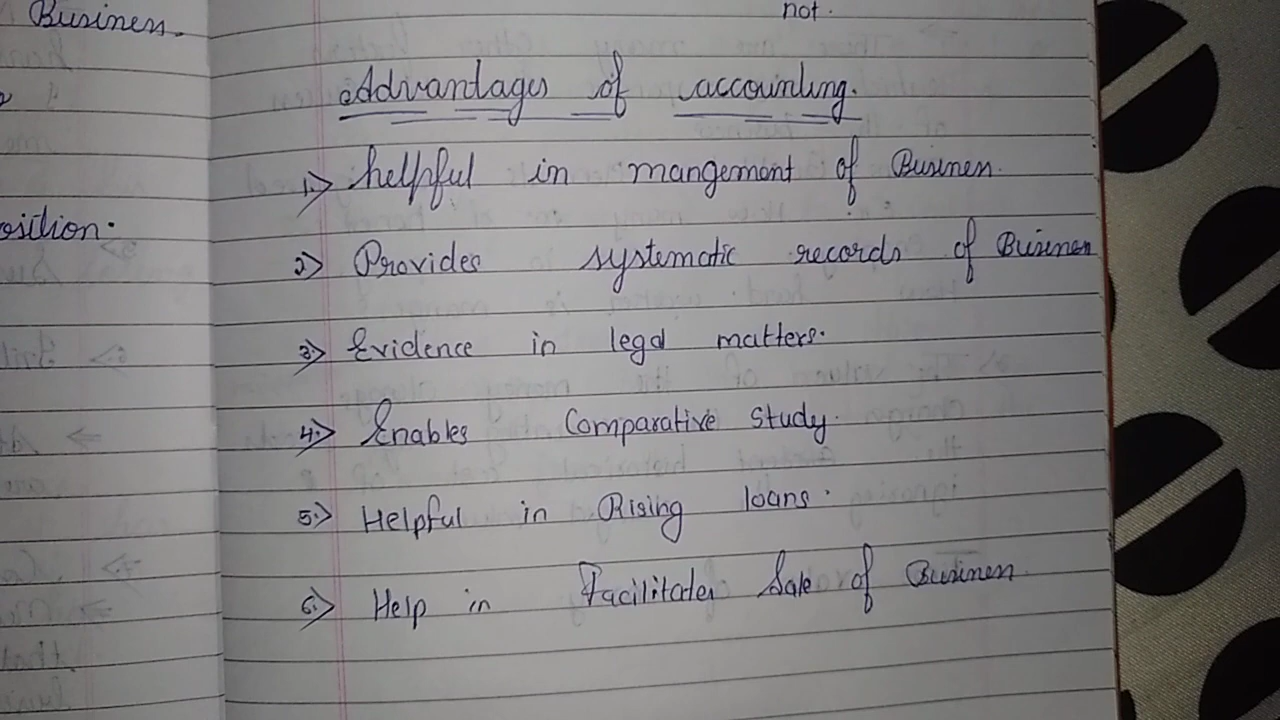 Business.
not.
Advantages of accounting.
1.> helpful in mangement of Business.
osition.
2> Provides systematic records of Business
3> Evidence in legal matters.
4.> Enables Comparative Study.
5.> Helpful in Rising loans.
6.> Help in Facilitates Sale of Business